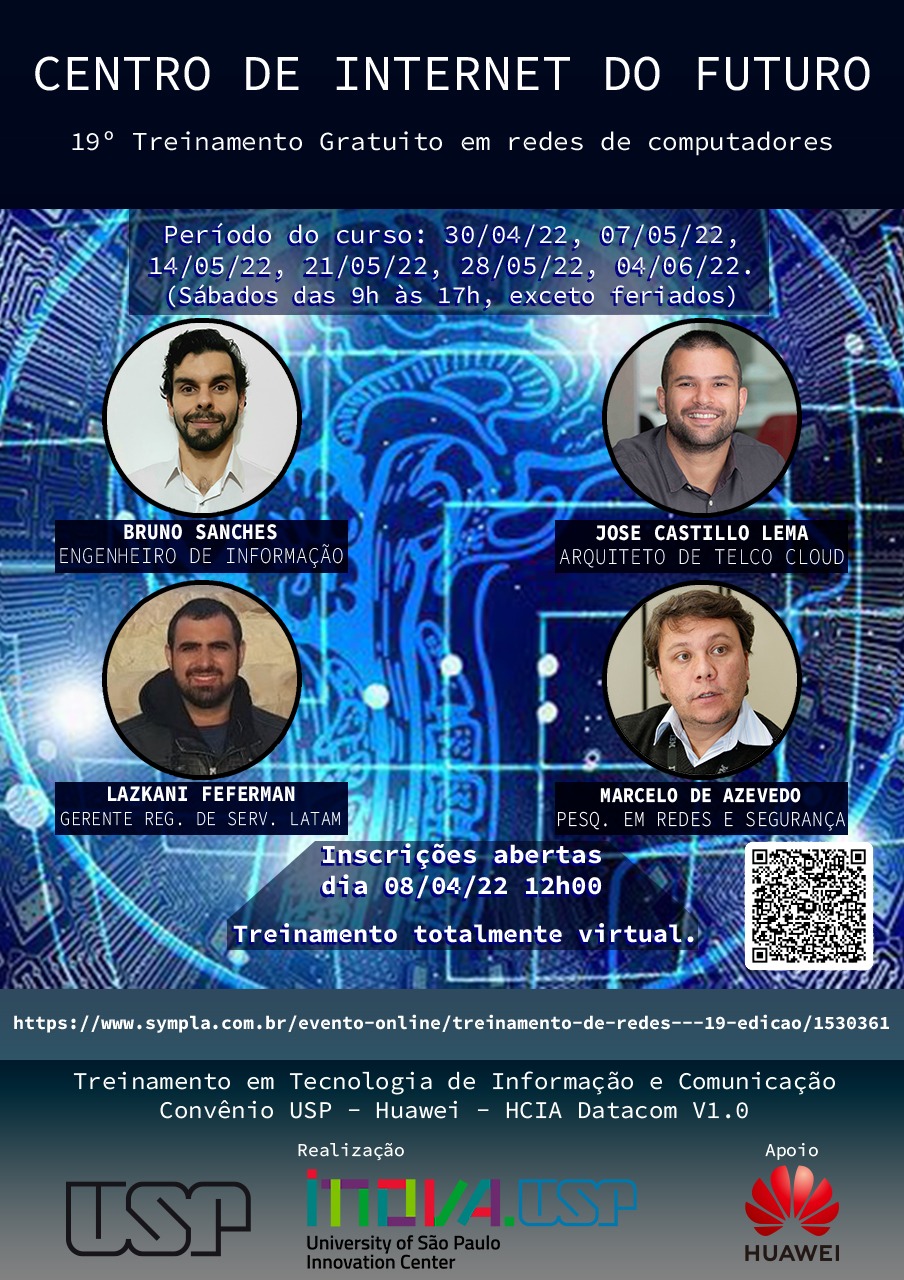 CENTRO DE INTERNET DO FUTURO
19º Treinamento Gratuito em redes de computadores
Período do curso: 30/04/22, 07/05/22,
14/05/22, 21/05/22, 28/05/22, 04/06/22.
(Sábados das 9h às 17h, exceto feriados)
BRUNO SANCHES
ENGENHEIRO DE INFORMAÇÃO
JOSE CASTILLO LEMA
ARQUITETO DE TELCO CLOUD
LAZKANI FEFERMAN
GERENTE REG. DE SERV. LATAM
MARCELO DE AZEVEDO
PESQ. EM REDES E SEGURANÇA
Inscrições abertas
dia 08/04/22 12h00
Treinamento totalmente virtual.
https://www.sympla.com.br/evento-online/treinamento-de-redes---19-edicao/1530361
Treinamento em Tecnologia de Informação e Comunicação
Convênio USP - Huawei - HCIA Datacom V1.0
Realização
Apoio
USP
inova.USP
University of São Paulo
Innovation Center
HUAWEI